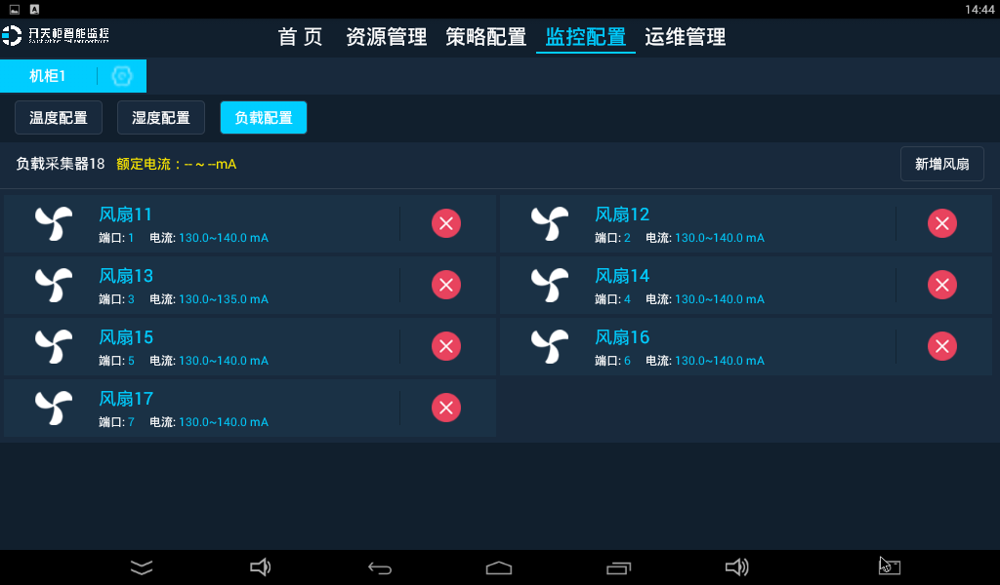 14:44
开天柜智能监控
首 页 资源管理 策略配置 监控配置 运维管理
机柜1
温度配置 湿度配置 负载配置
负载采集器18 额定电流：-- ~ --mA 新增风扇
风扇11
端口: 1 电流: 130.0~140.0 mA
风扇12
端口: 2 电流: 130.0~140.0 mA
风扇13
端口: 3 电流: 130.0~135.0 mA
风扇14
端口: 4 电流: 130.0~140.0 mA
风扇15
端口: 5 电流: 130.0~140.0 mA
风扇16
端口: 6 电流: 130.0~140.0 mA
风扇17
端口: 7 电流: 130.0~140.0 mA